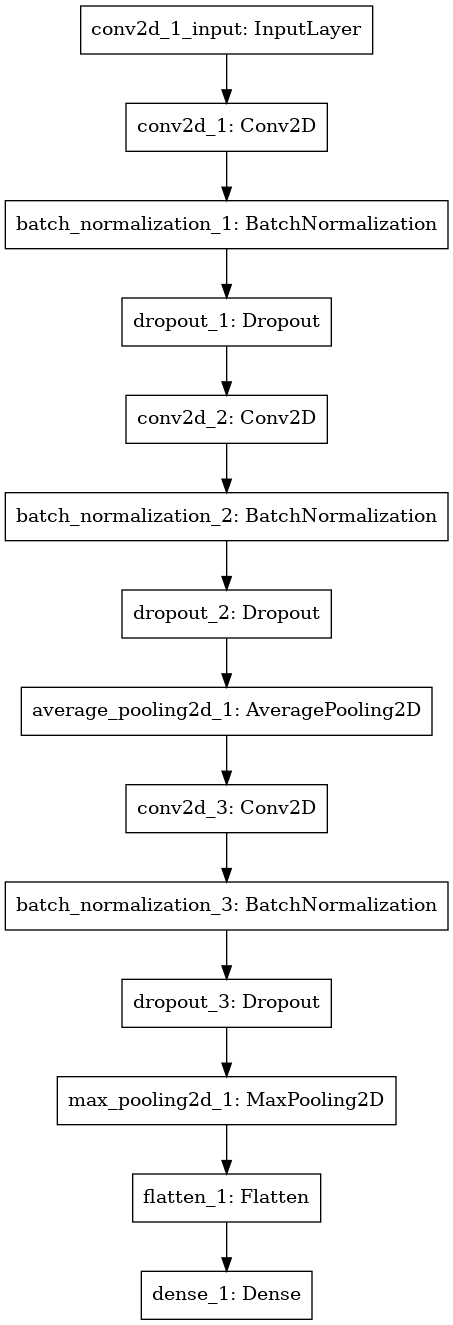 conv2d_1_input: InputLayer
conv2d_1: Conv2D
batch_normalization_1: BatchNormalization
dropout_1: Dropout
conv2d_2: Conv2D
batch_normalization_2: BatchNormalization
dropout_2: Dropout
average_pooling2d_1: AveragePooling2D
conv2d_3: Conv2D
batch_normalization_3: BatchNormalization
dropout_3: Dropout
max_pooling2d_1: MaxPooling2D
flatten_1: Flatten
dense_1: Dense